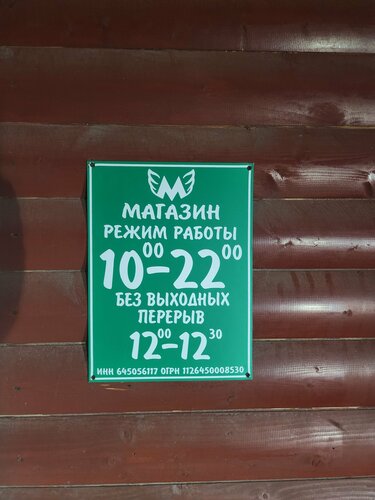 М
МАГАЗИН
РЕЖИМ РАБОТЫ
10⁰⁰-22⁰⁰
БЕЗ ВЫХОДНЫХ
ПЕРЕРЫВ
12⁰⁰-12³⁰
ИНН 645056117 ОГРН 1126450008530